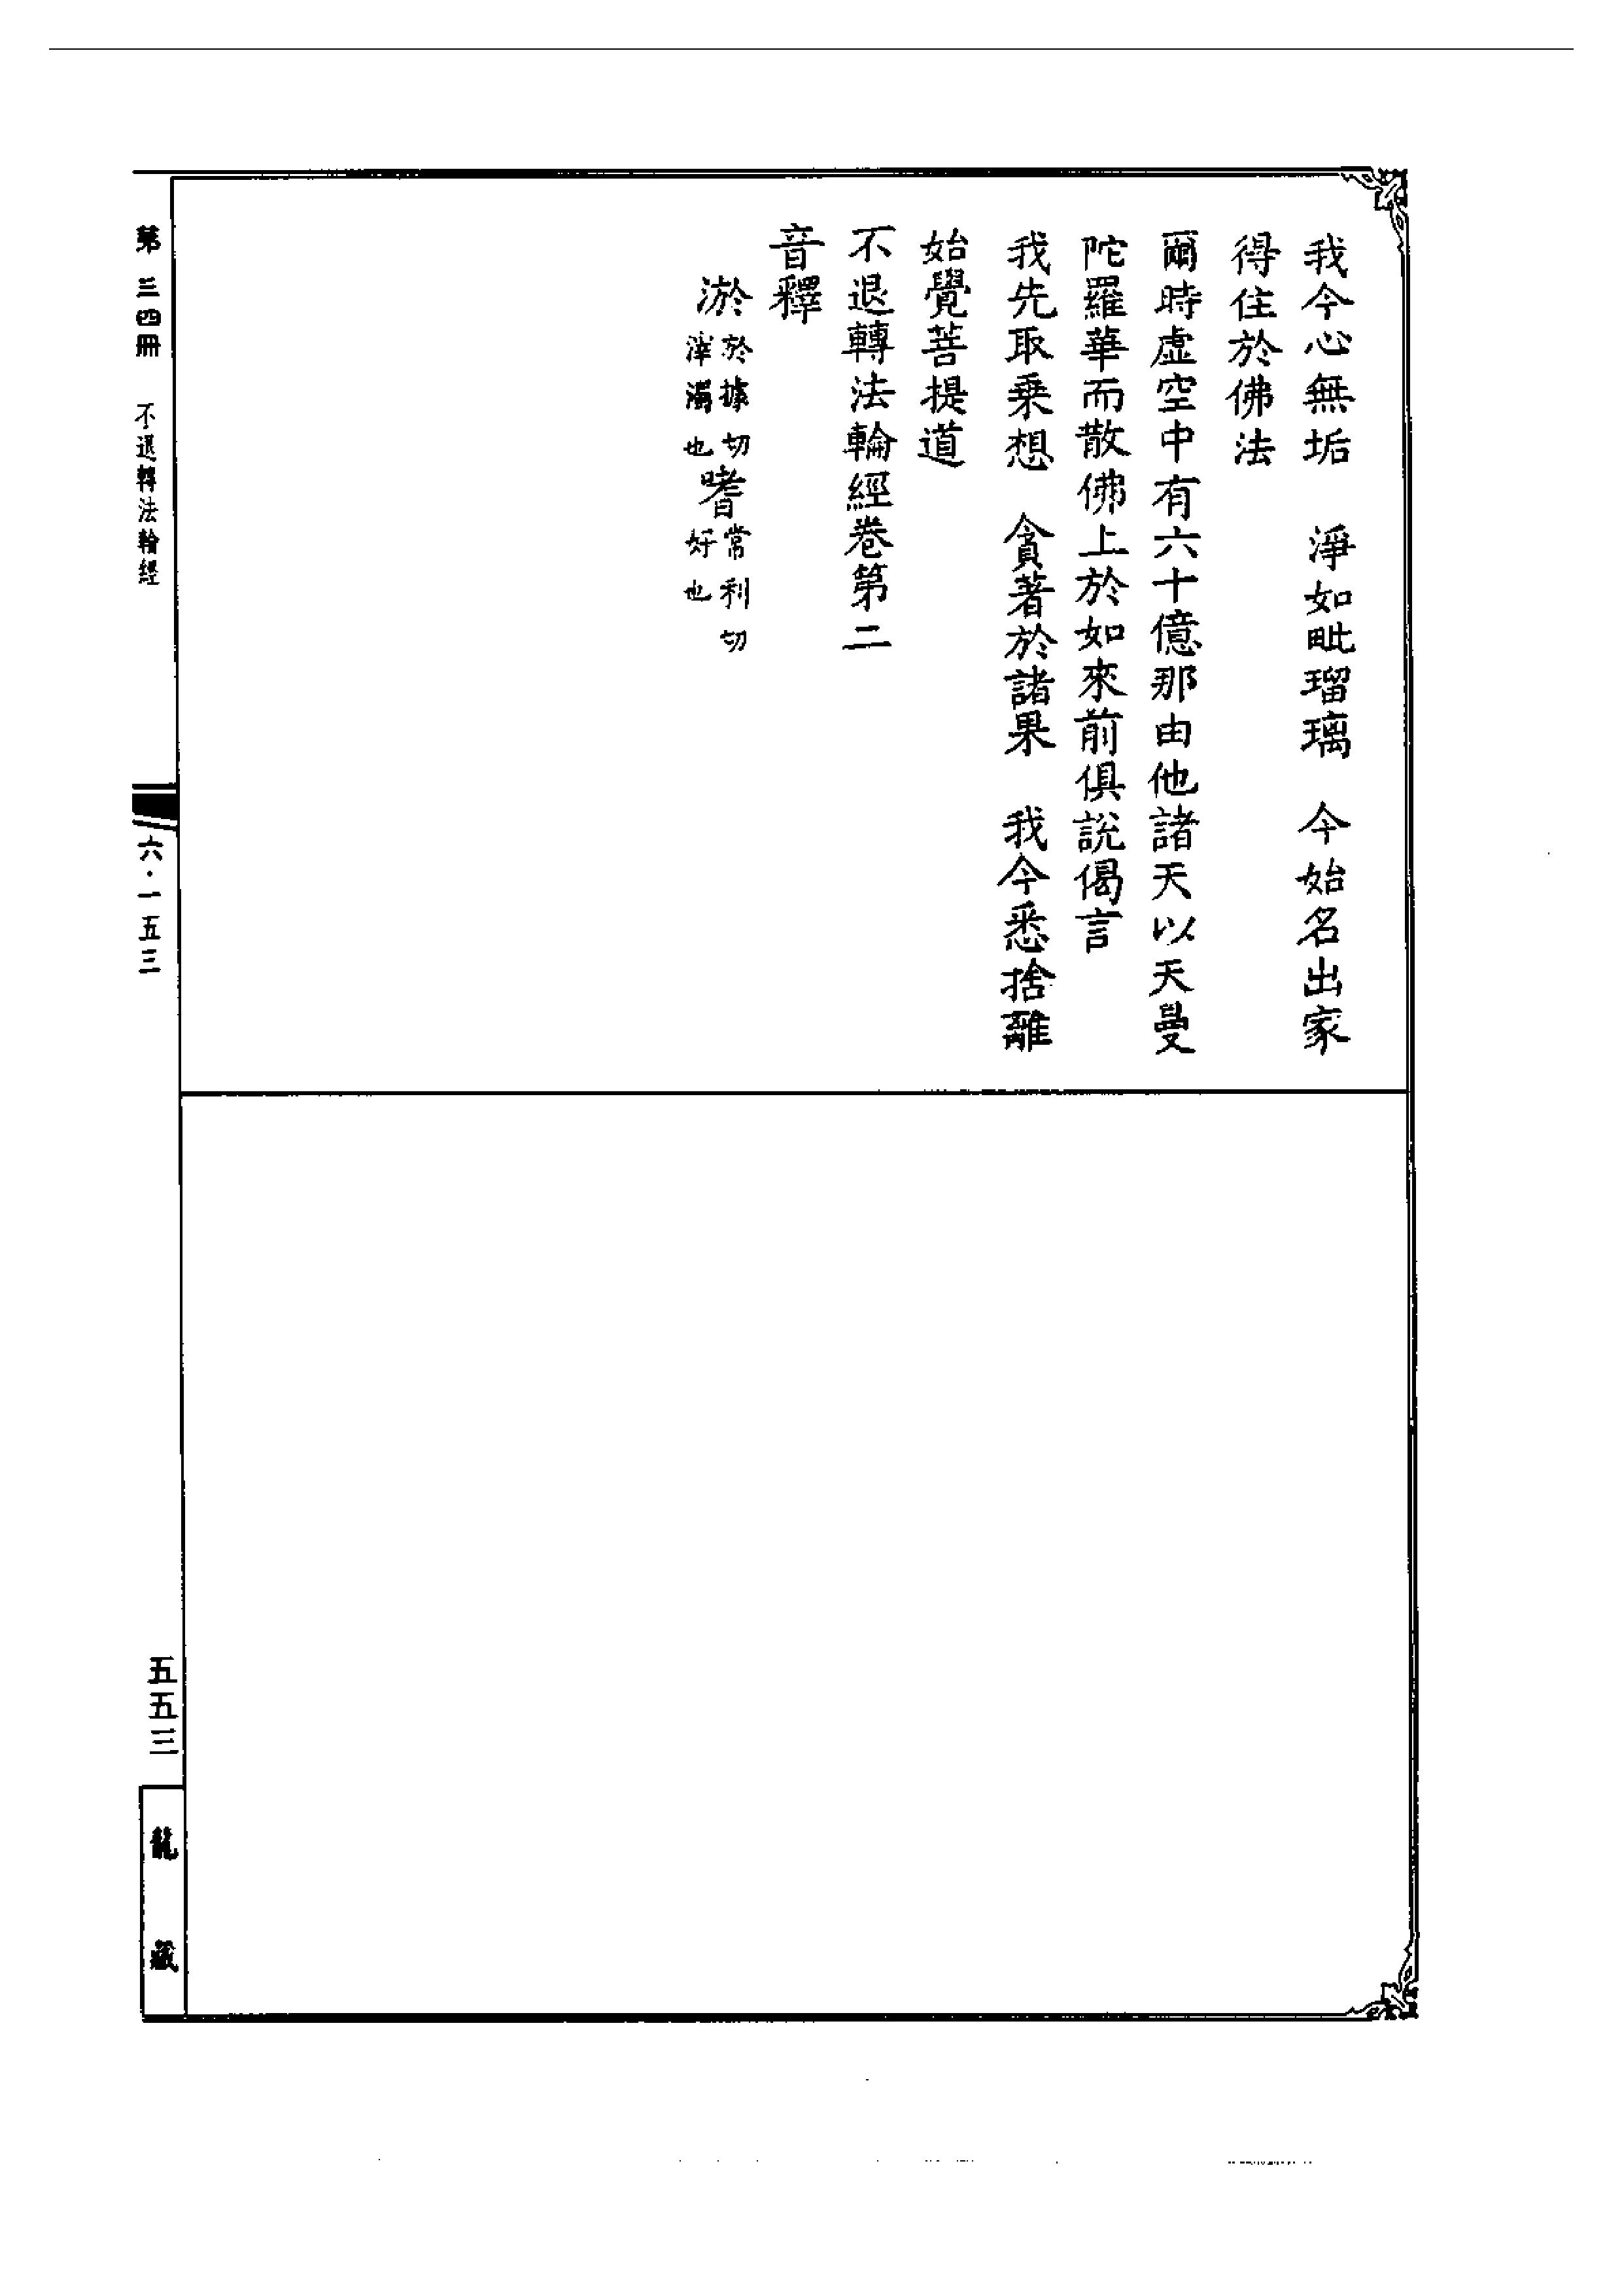 我今心無垢　淨如毗瑠璃　今始名出家
得住於佛法
爾時虛空中有六十億那由他諸天以天曼
陀羅華而散佛上於如來前俱說偈言
我先取乘想　貪著於諸果　我今悉捨離
始覺菩提道
不退轉法輪經卷第二
音釋
淤於據切滓濁也嗜常利切好也
第三四冊　不退轉法輪經
六·一五三
五五三
龍藏